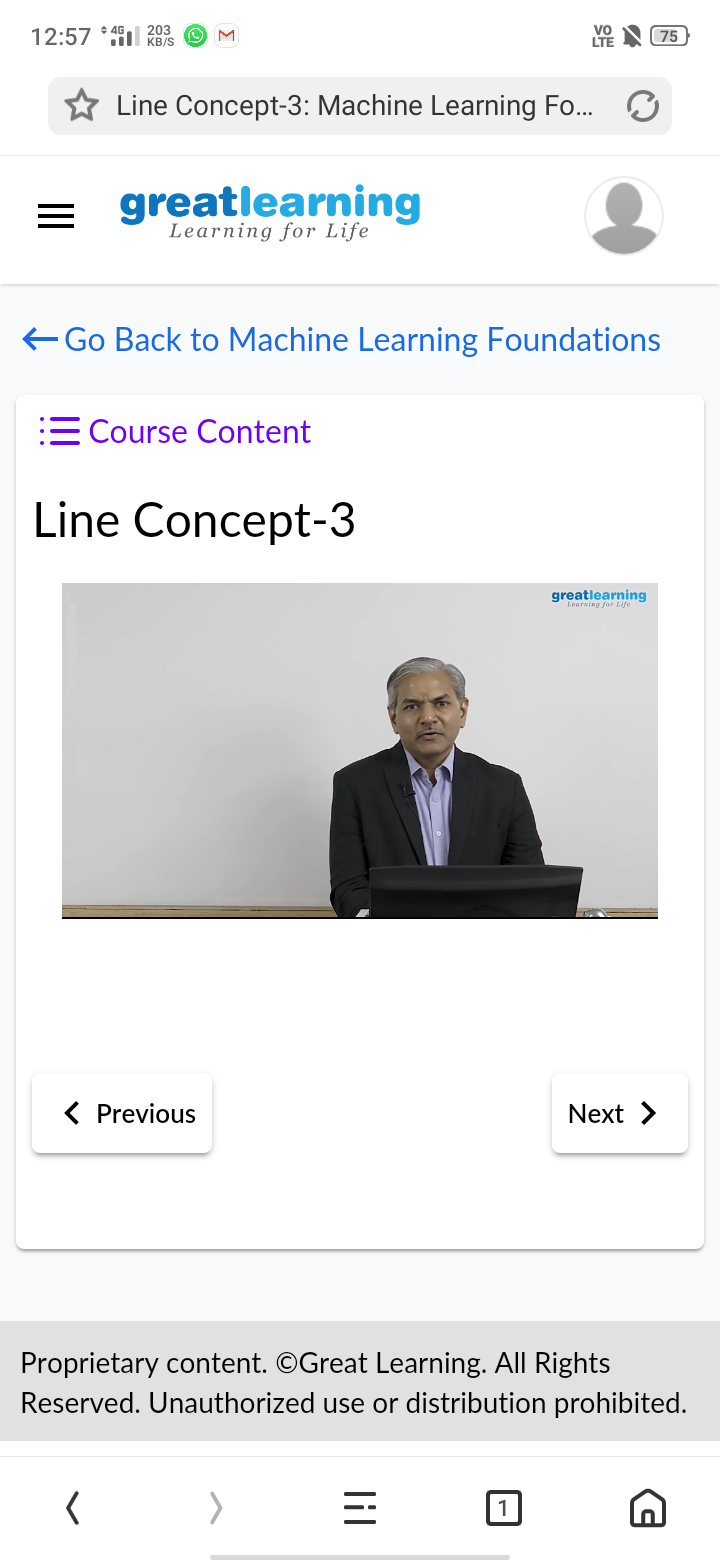 12:57 4G 203 KB/S VO LTE 75
Line Concept-3: Machine Learning Fo...
greatlearning
Learning for Life
Go Back to Machine Learning Foundations
Course Content
Line Concept-3
greatlearning
Learning for Life
Previous
Next
Proprietary content. ©Great Learning. All Rights
Reserved. Unauthorized use or distribution prohibited.
1